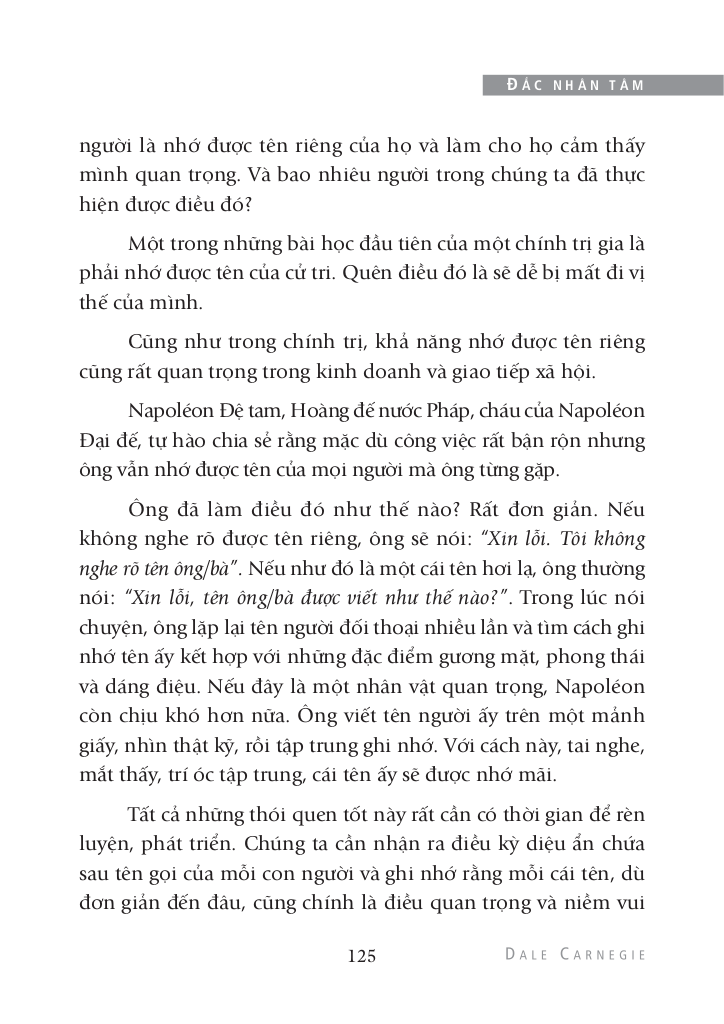 ĐẮC NHÂN TÂM
người là nhớ được tên riêng của họ và làm cho họ cảm thấy
mình quan trọng. Và bao nhiêu người trong chúng ta đã thực
hiện được điều đó?
Một trong những bài học đầu tiên của một chính trị gia là
phải nhớ được tên của cử tri. Quên điều đó là sẽ dễ bị mất đi vị
thế của mình.
Cũng như trong chính trị, khả năng nhớ được tên riêng
cũng rất quan trọng trong kinh doanh và giao tiếp xã hội.
Napoléon Đệ tam, Hoàng đế nước Pháp, cháu của Napoléon
Đại đế, tự hào chia sẻ rằng mặc dù công việc rất bận rộn nhưng
ông vẫn nhớ được tên của mọi người mà ông từng gặp.
Ông đã làm điều đó như thế nào? Rất đơn giản. Nếu
không nghe rõ được tên riêng, ông sẽ nói: “Xin lỗi. Tôi không
nghe rõ tên ông/bà”. Nếu như đó là một cái tên hơi lạ, ông thường
nói: “Xin lỗi, tên ông/bà được viết như thế nào?”. Trong lúc nói
chuyện, ông lặp lại tên người đối thoại nhiều lần và tìm cách ghi
nhớ tên ấy kết hợp với những đặc điểm gương mặt, phong thái
và dáng điệu. Nếu đây là một nhân vật quan trọng, Napoléon
còn chịu khó hơn nữa. Ông viết tên người ấy trên một mảnh
giấy, nhìn thật kỹ, rồi tập trung ghi nhớ. Với cách này, tai nghe,
mắt thấy, trí óc tập trung, cái tên ấy sẽ được nhớ mãi.
Tất cả những thói quen tốt này rất cần có thời gian để rèn
luyện, phát triển. Chúng ta cần nhận ra điều kỳ diệu ẩn chứa
sau tên gọi của mỗi con người và ghi nhớ rằng mỗi cái tên, dù
đơn giản đến đâu, cũng chính là điều quan trọng và niềm vui
125
DALE CARNEGIE